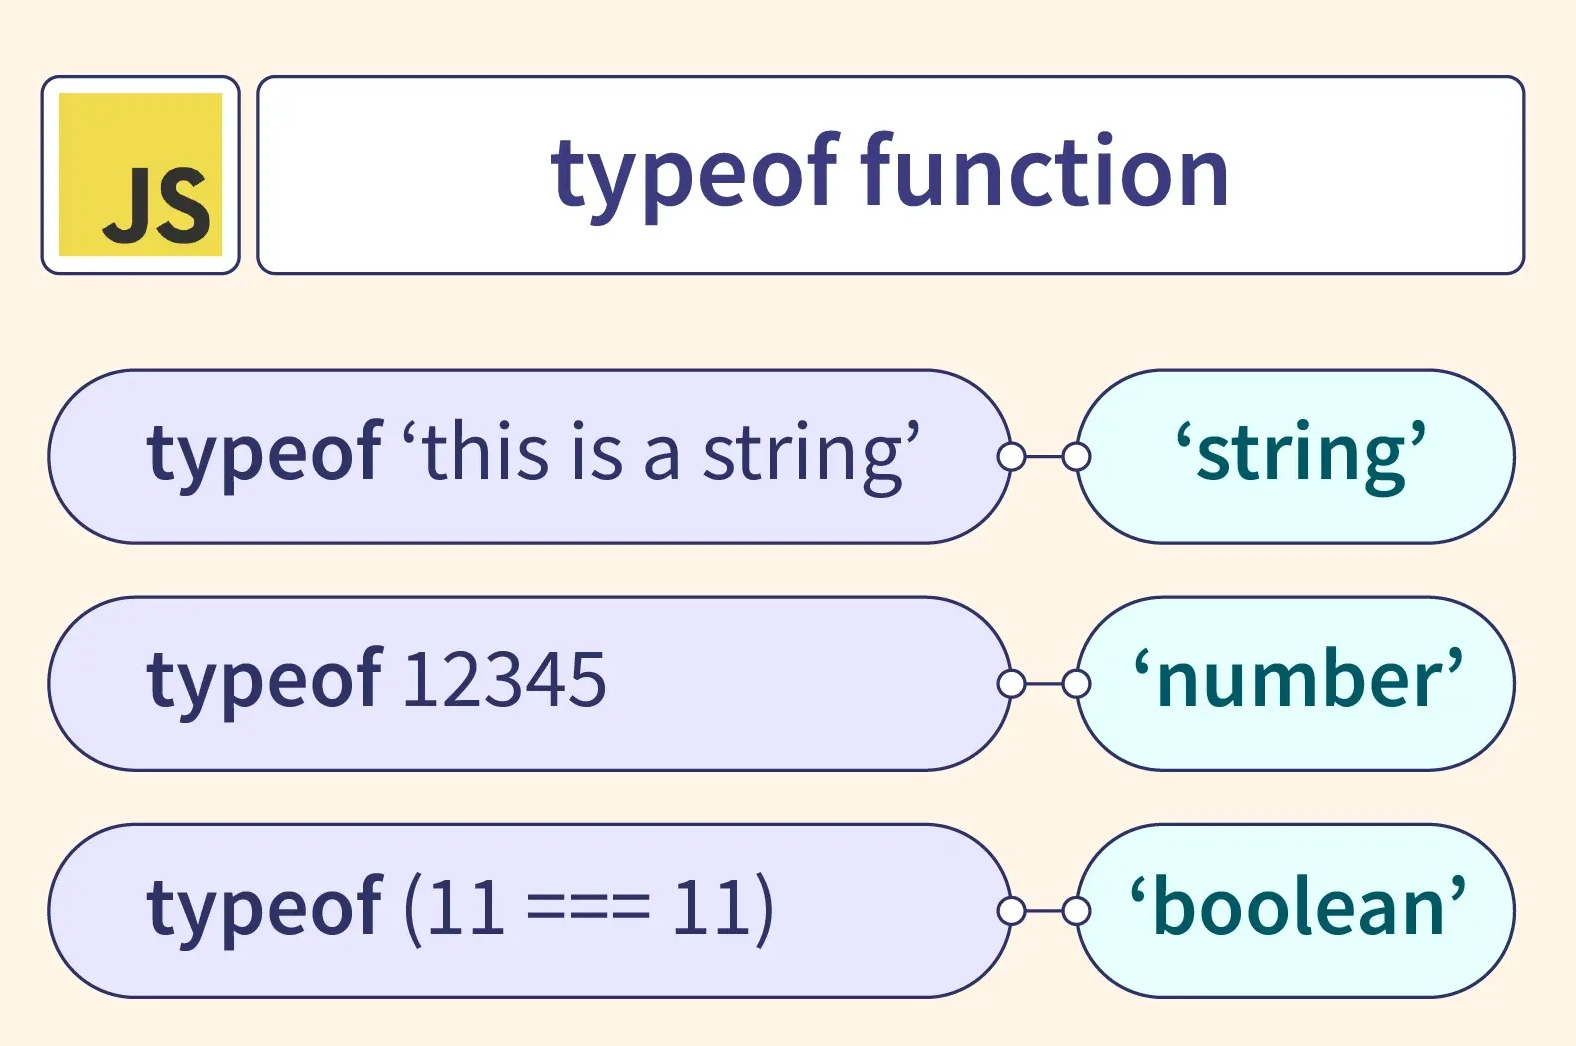 JS
typeof function
typeof ‘this is a string’ ‘string’
typeof 12345 ‘number’
typeof (11 === 11) ‘boolean’